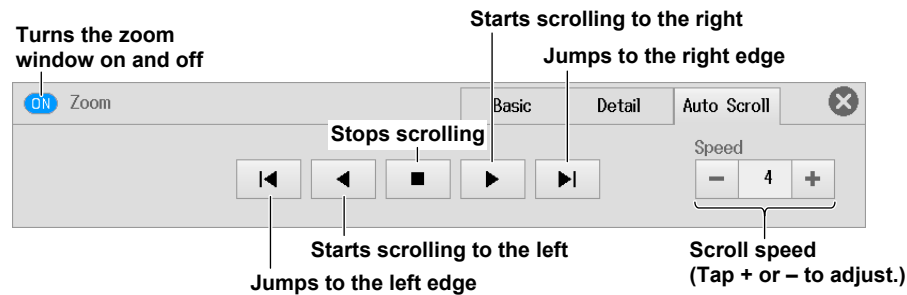 Starts scrolling to the right
Turns the zoom
window on and off
Jumps to the right edge
ON Zoom
Basic
Detail
Auto Scroll
Stops scrolling
Speed
4
Starts scrolling to the left
Jumps to the left edge
Scroll speed
(Tap + or – to adjust.)